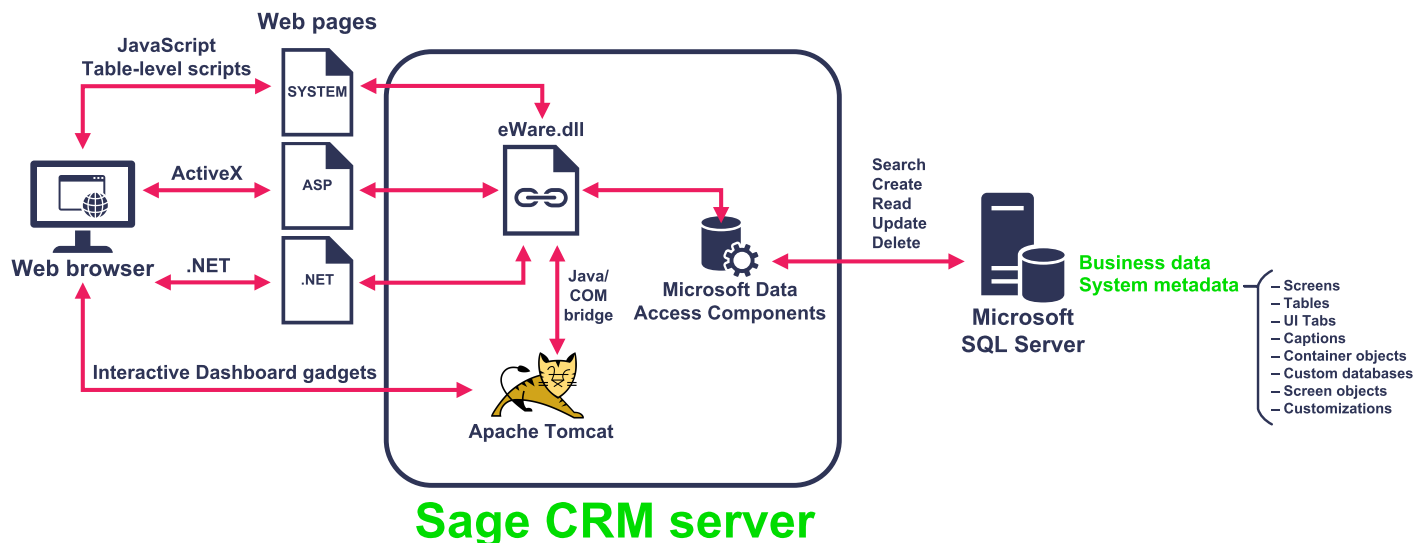 Web pages
JavaScript
Table-level scripts
SYSTEM
eWare.dll
ActiveX
ASP
Web browser
.NET
.NET
Java/
COM
bridge
Microsoft Data
Access Components
Search
Create
Read
Update
Delete
Microsoft
SQL Server
Business data
System metadata
– Screens
– Tables
– UI Tabs
– Captions
– Container objects
– Custom databases
– Screen objects
– Customizations
Interactive Dashboard gadgets
Apache Tomcat
Sage CRM server